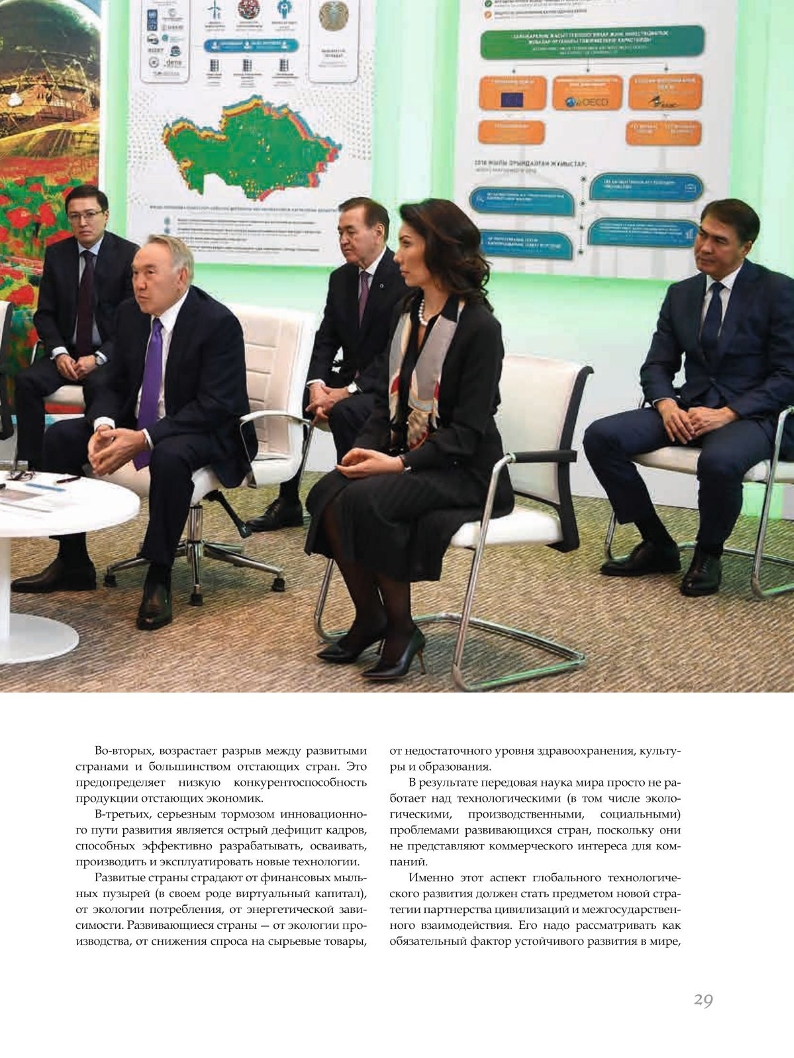 OECD
2018 ЖЫЛЫ ОРЫНДАЛҒАН ЖҰМЫСТАР:
Во-вторых, возрастает разрыв между развитыми
странами и большинством отстающих стран. Это
предопределяет низкую конкурентоспособность
продукции отстающих экономик.
В-третьих, серьезным тормозом инновационно-
го пути развития является острый дефицит кадров,
способных эффективно разрабатывать, осваивать,
производить и эксплуатировать новые технологии.
Развитые страны страдают от финансовых мыль-
ных пузырей (в своем роде виртуальный капитал),
от экологии потребления, от энергетической зави-
симости. Развивающиеся страны — от экологии про-
изводства, от снижения спроса на сырьевые товары,
от недостаточного уровня здравоохранения, культу-
ры и образования.
В результате передовая наука мира просто не ра-
ботает над технологическими (в том числе эколо-
гическими, производственными, социальными)
проблемами развивающихся стран, поскольку они
не представляют коммерческого интереса для ком-
паний.
Именно этот аспект глобального технологиче-
ского развития должен стать предметом новой стра-
тегии партнерства цивилизаций и межгосударствен-
ного взаимодействия. Его надо рассматривать как
обязательный фактор устойчивого развития в мире,
29